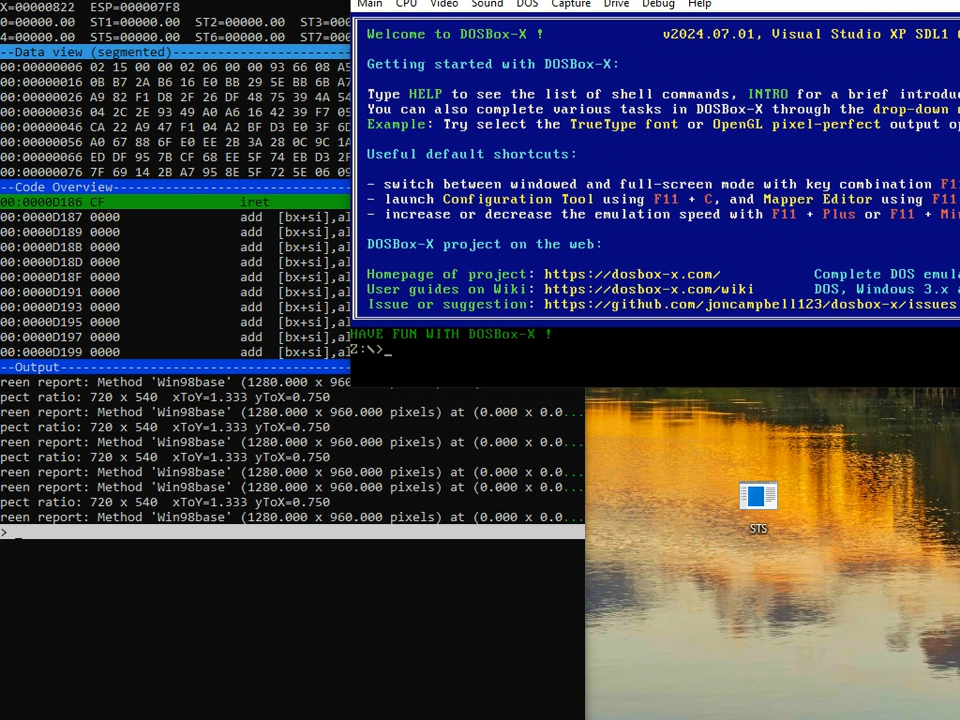 X=00000822 ESP=000007F8
0=00000.00 ST1=00000.00 ST2=00000.00 ST3=
4=00000.00 ST5=00000.00 ST6=00000.00 ST7=
--Data view (segmented)
00:00000006 02 15 00 00 02 06 00 00 93 66 08 A5
00:00000016 0B B7 2A B6 16 E0 BB 29 5E BB 6B A7
00:00000026 A9 82 F1 D8 2F 26 DF 48 75 39 4A 54
00:00000036 04 2C 2E 93 49 A0 A6 16 42 39 F7 05
00:00000046 CA 22 A9 47 F1 04 A2 BF D3 E0 3F 6D
00:00000056 A0 67 88 6F E0 EE 2B 3A 28 0C 9C 1A
00:00000066 ED DF 95 7B CF 68 EE 5F 74 EB D3 2F
00:00000076 7F 69 14 2B A7 95 8E 5F 72 5E 06 09
--Code Overview
00:0000D186 CF iret
00:0000D187 0000 add [bx+si],al
00:0000D189 0000 add [bx+si],al
00:0000D18B 0000 add [bx+si],al
00:0000D18D 0000 add [bx+si],al
00:0000D18F 0000 add [bx+si],al
00:0000D191 0000 add [bx+si],al
00:0000D193 0000 add [bx+si],al
00:0000D195 0000 add [bx+si],al
00:0000D197 0000 add [bx+si],al
00:0000D199 0000 add [bx+si],al
--Output
reen report: Method 'Win98base' (1280.000 x 960
pect ratio: 720 x 540 xToY=1.333 yToX=0.750
reen report: Method 'Win98base' (1280.000 x 960.000 pixels) at (0.000 x 0.0...
pect ratio: 720 x 540 xToY=1.333 yToX=0.750
reen report: Method 'Win98base' (1280.000 x 960.000 pixels) at (0.000 x 0.0...
pect ratio: 720 x 540 xToY=1.333 yToX=0.750
reen report: Method 'Win98base' (1280.000 x 960.000 pixels) at (0.000 x 0.0...
reen report: Method 'Win98base' (1280.000 x 960.000 pixels) at (0.000 x 0.0...
pect ratio: 720 x 540 xToY=1.333 yToX=0.750
reen report: Method 'Win98base' (1280.000 x 960.000 pixels) at (0.000 x 0.0...
> _
Main CPU Video Sound DOS Capture Drive Debug Help
Welcome to DOSBox-X ! v2024.07.01, Visual Studio XP SDL1
Getting started with DOSBox-X:
Type HELP to see the list of shell commands, INTRO for a brief introduc
You can also complete various tasks in DOSBox-X through the drop-down
Example: Try select the TrueType font or OpenGL pixel-perfect output op
Useful default shortcuts:
- switch between windowed and full-screen mode with key combination F1
- launch Configuration Tool using F11 + C, and Mapper Editor using F11
- increase or decrease the emulation speed with F11 + Plus or F11 + Mi
DOSBox-X project on the web:
Homepage of project: https://dosbox-x.com/ Complete DOS emul
User guides on Wiki: https://dosbox-x.com/wiki DOS, Windows 3.x
Issue or suggestion: https://github.com/joncampbell123/dosbox-x/issues
HAVE FUN WITH DOSBox-X !
Z:\>_
STS